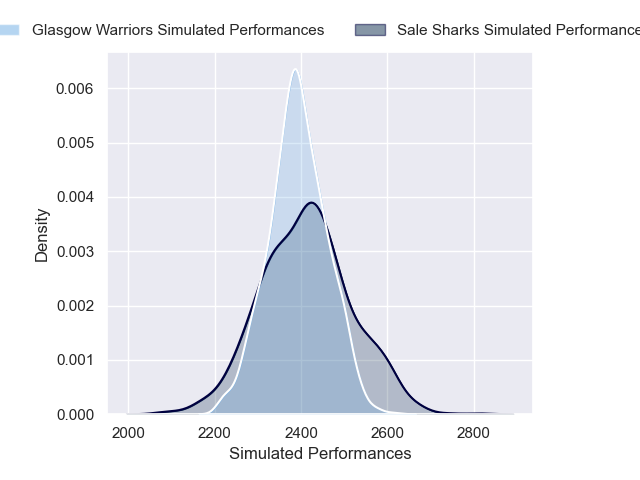 Glasgow Warriors Simulated Performances
Sale Sharks Simulated Performance
0.006
0.005
0.004
0.003
0.002
0.001
0.000
Density
2000 2200 2400 2600 2800
Simulated Performances